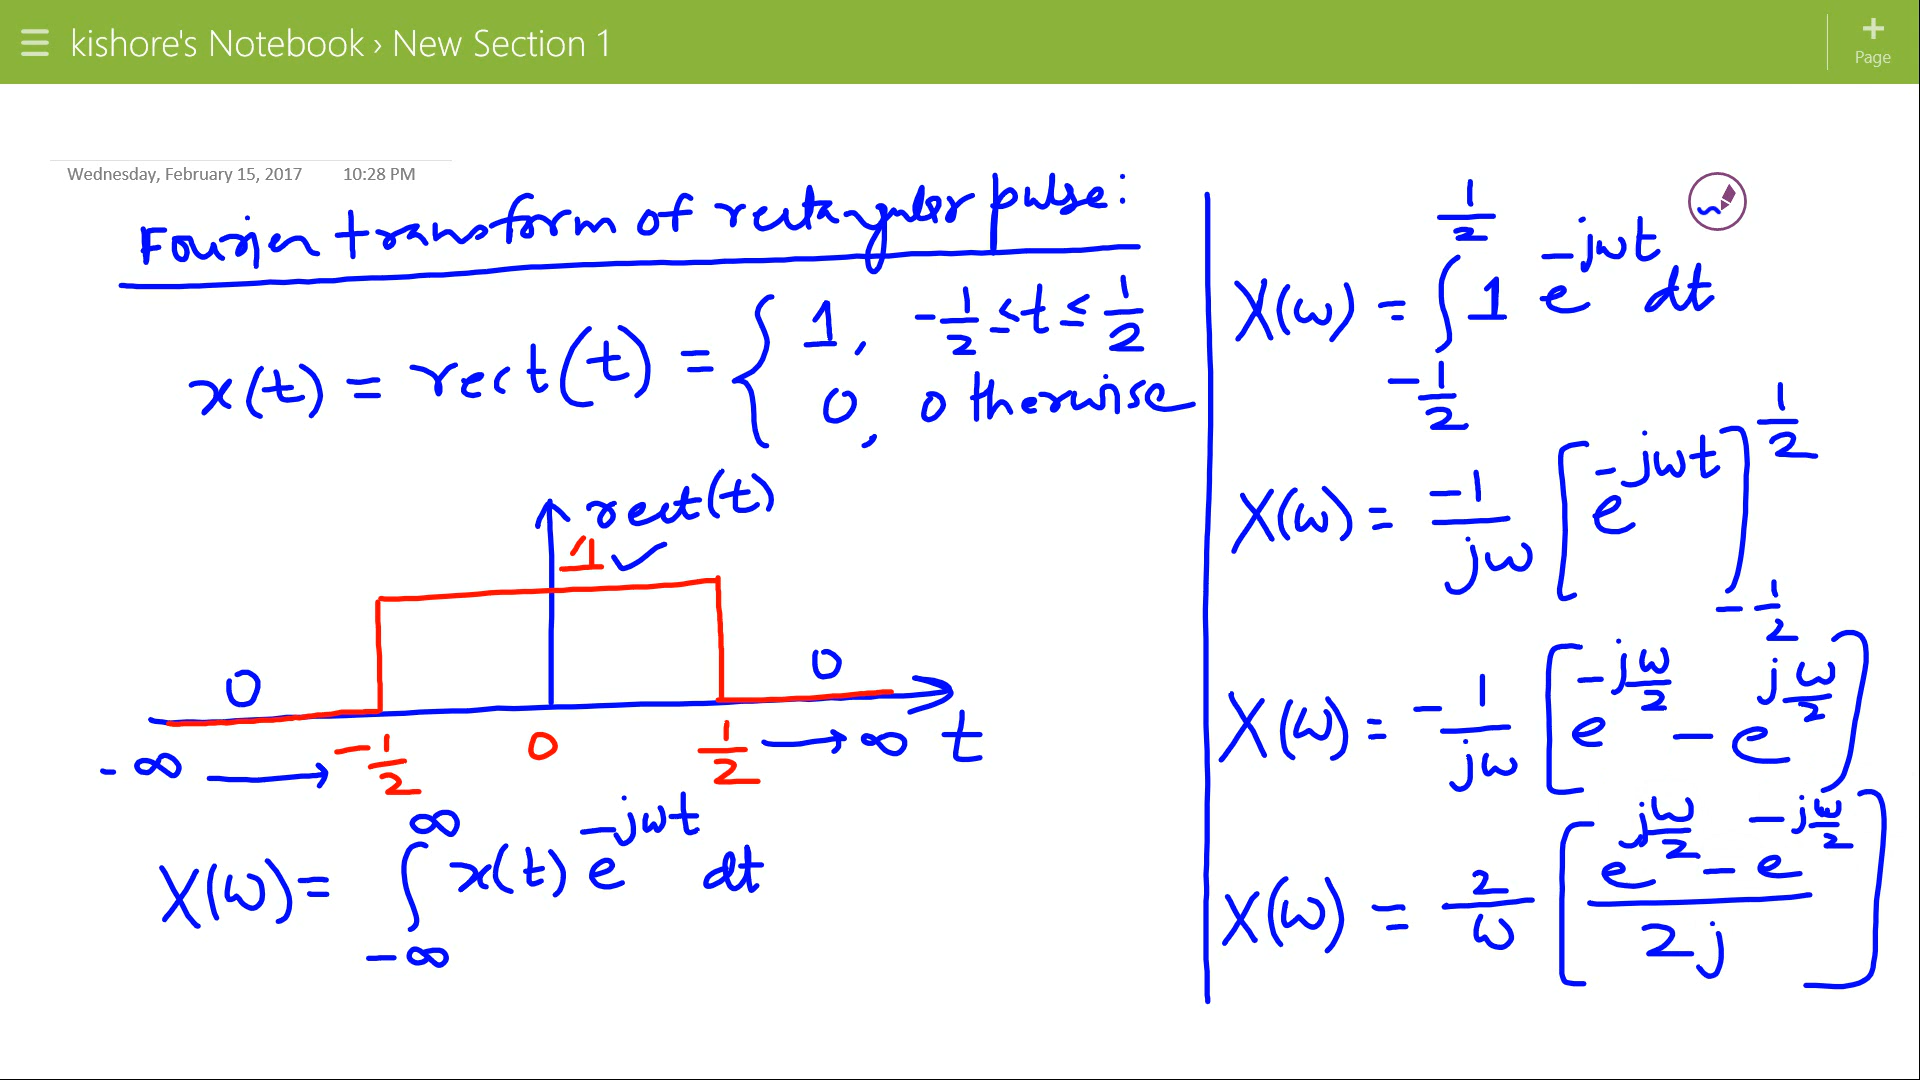 kishore's Notebook › New Section 1
Page
Wednesday, February 15, 2017 10:28 PM
Fourier transform of rectangular pulse:
x(t) = rect(t) = { 1, -1/2 ≤ t ≤ 1/2
0, otherwise
rect(t)
1 ✓
0 0
-∞ → -1/2 0 1/2 → ∞ t
X(ω) = ∫_{-∞}^{∞} x(t) e^{-jωt} dt
X(ω) = ∫_{-1/2}^{1/2} 1 e^{-jωt} dt
X(ω) = -1/jω [e^{-jωt}]_{-1/2}^{1/2}
X(ω) = -1/jω [e^{-jω/2} - e^{jω/2}]
X(ω) = 2/ω [(e^{jω/2} - e^{-jω/2})/2j]